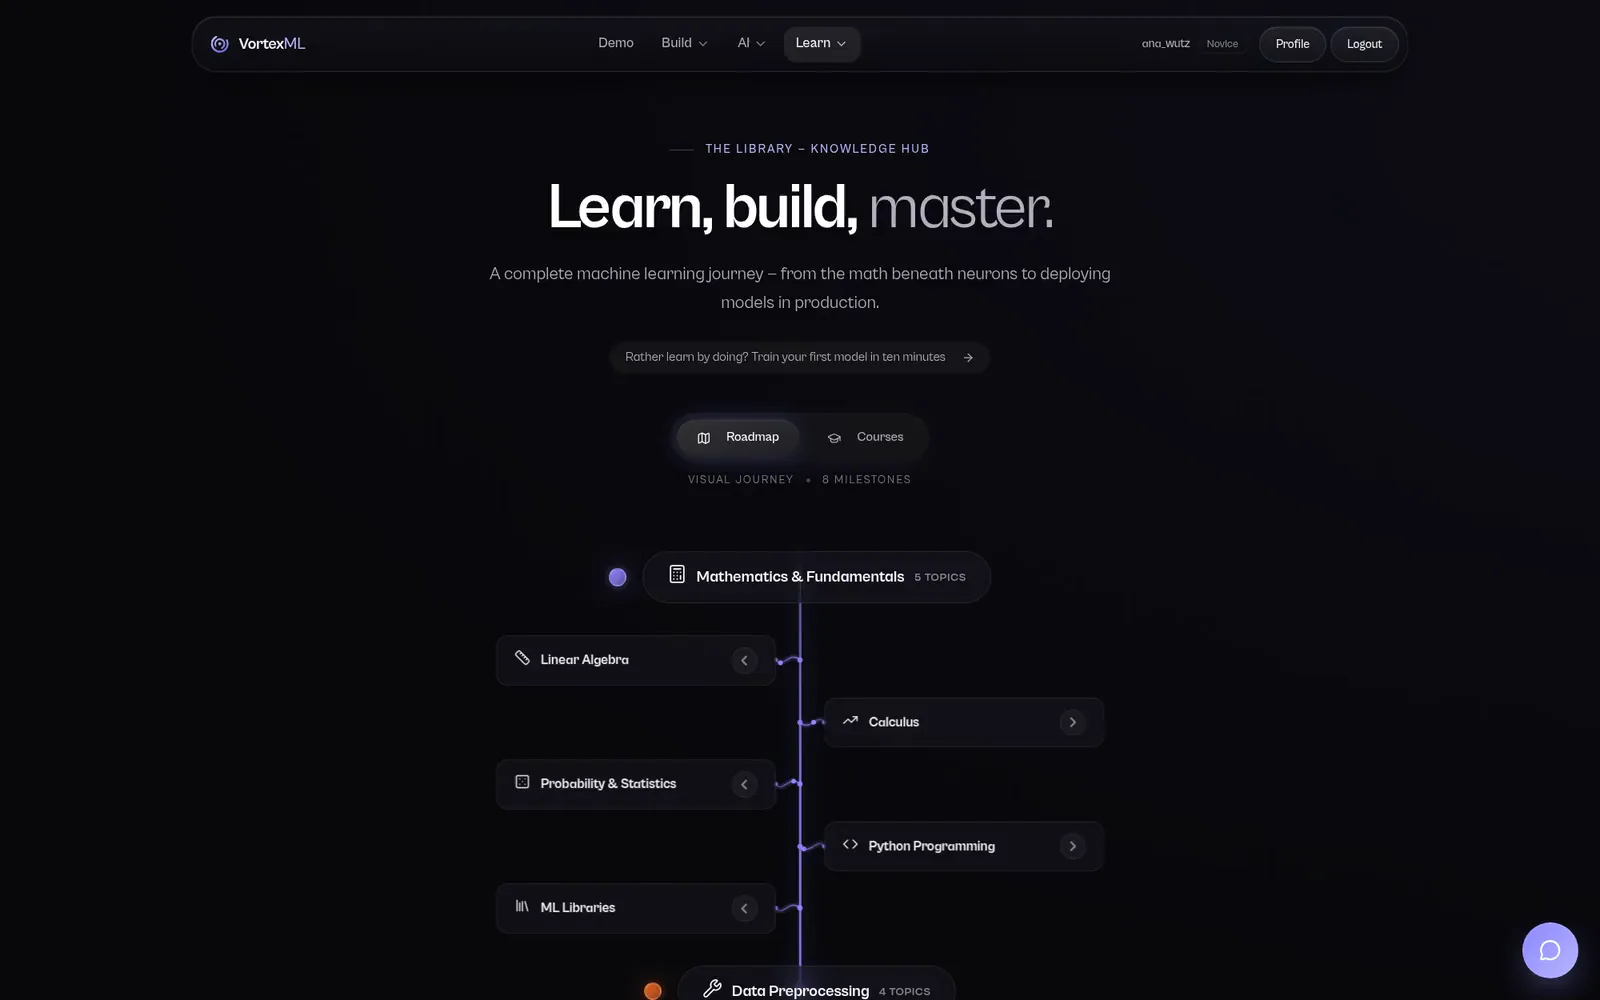 VortexML
Demo
Build
AI
Learn
ana_wutz
Novice
Profile
Logout
THE LIBRARY – KNOWLEDGE HUB
Learn, build, master.
A complete machine learning journey – from the math beneath neurons to deploying
models in production.
Rather learn by doing? Train your first model in ten minutes
Roadmap
Courses
VISUAL JOURNEY • 8 MILESTONES
Mathematics & Fundamentals 5 TOPICS
Linear Algebra
Calculus
Probability & Statistics
Python Programming
ML Libraries
Data Preprocessing 4 TOPICS